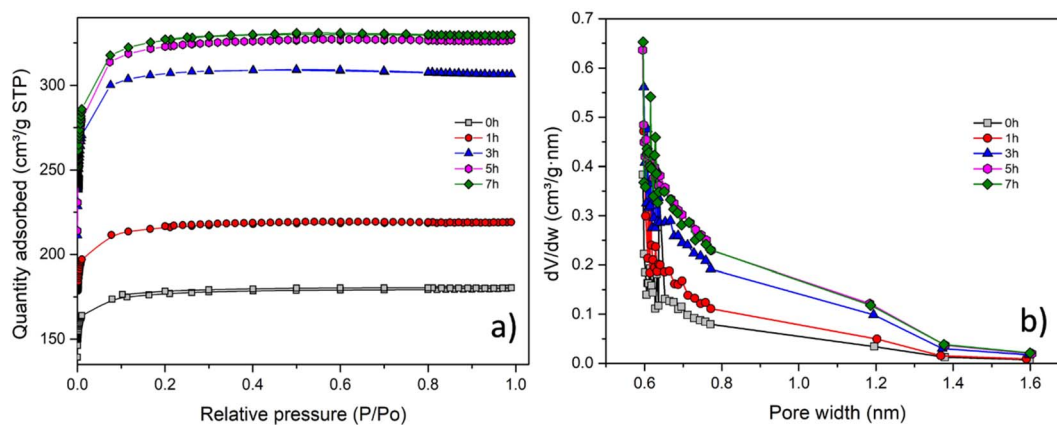 300
250
200
150
0.0
0.2
0.4
0.6
0.8
1.0
Quantity adsorbed (cm³/g STP)
Relative pressure (P/Po)
0h
1h
3h
5h
7h
a)
0.7
0.6
0.5
0.4
0.3
0.2
0.1
0.0
0.6
0.8
1.0
1.2
1.4
1.6
dV/dw (cm³/g·nm)
Pore width (nm)
0h
1h
3h
5h
7h
b)